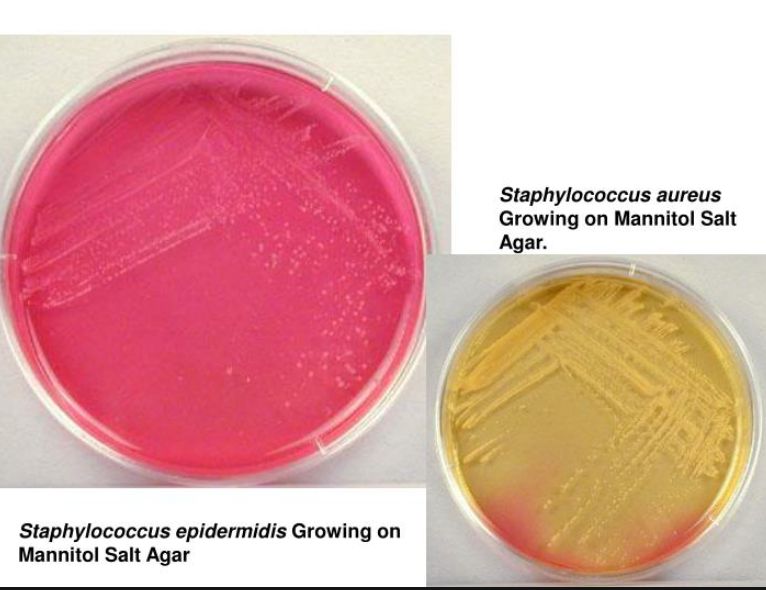 Staphylococcus aureus
Growing on Mannitol Salt
Agar.
Staphylococcus epidermidis Growing on
Mannitol Salt Agar